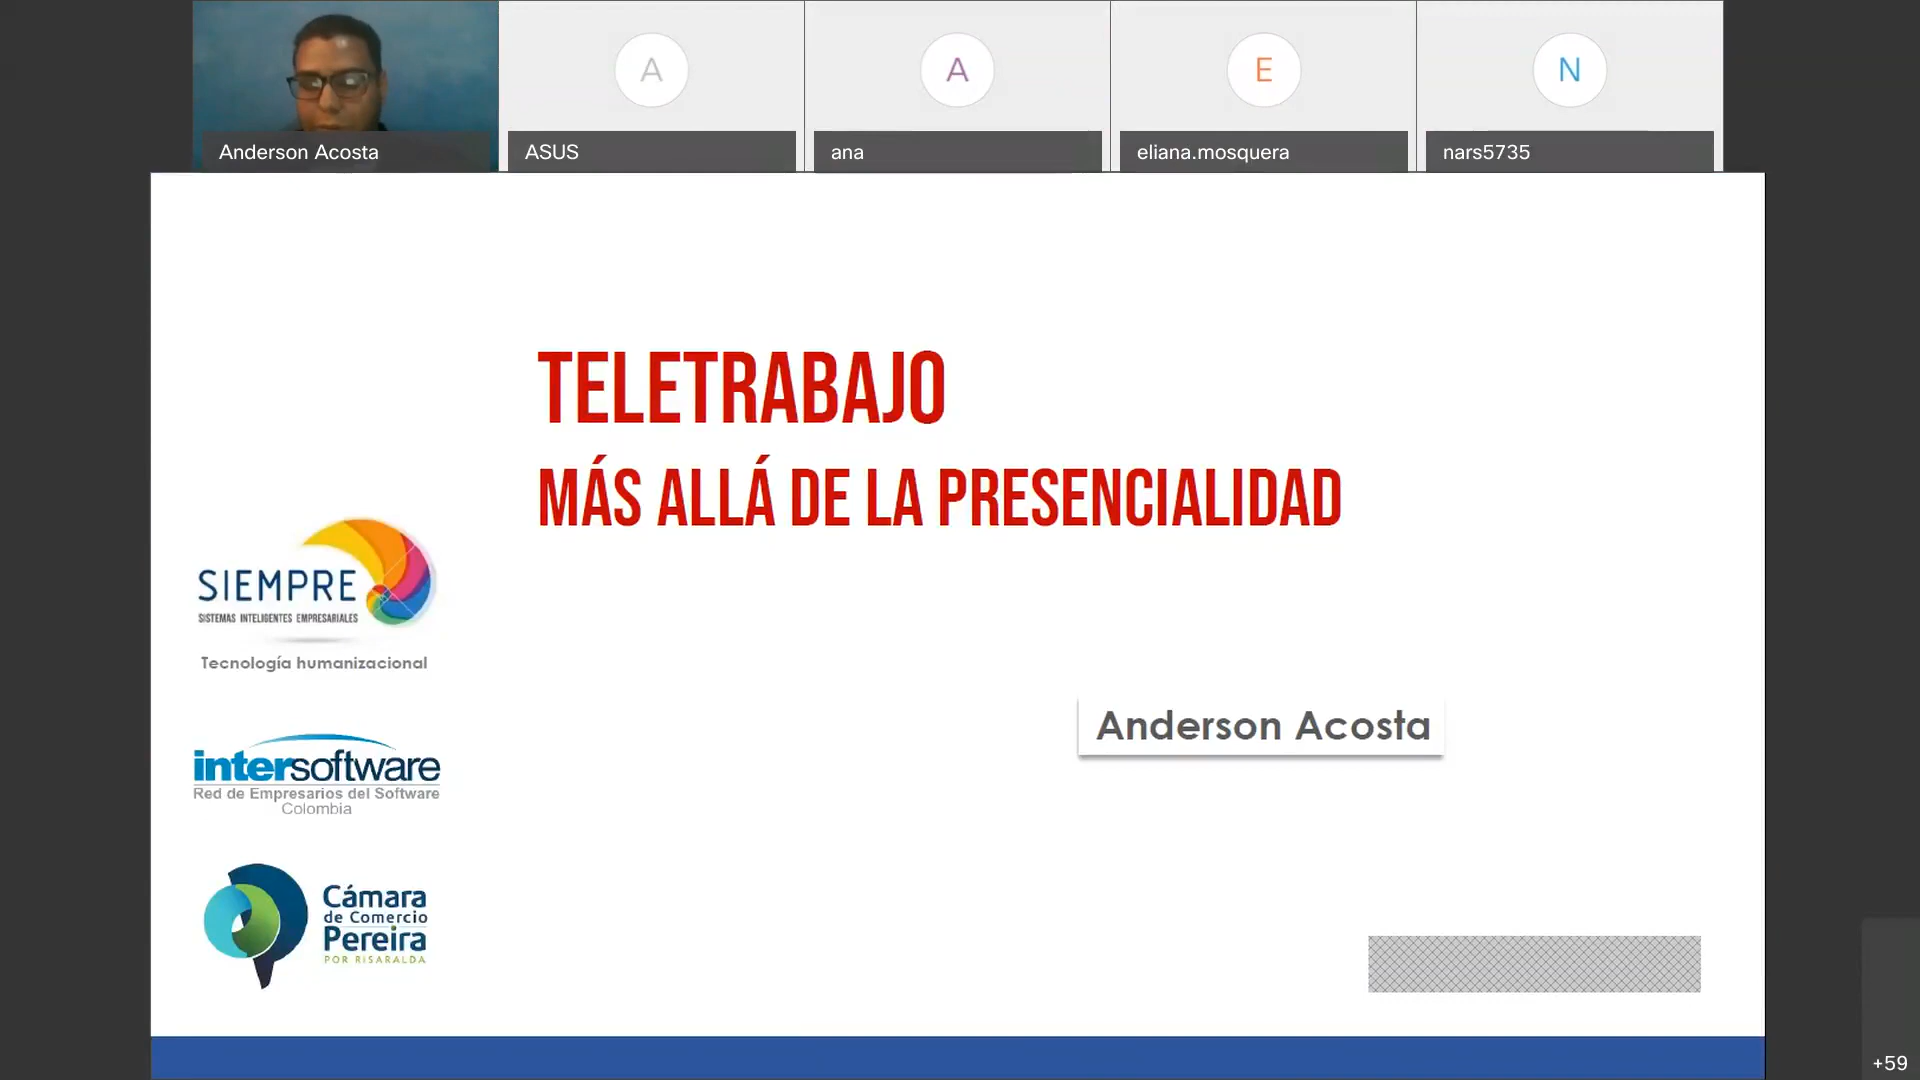 A
A
E
N
Anderson Acosta
ASUS
ana
eliana.mosquera
nars5735
TELETRABAJO
MÁS ALLÁ DE LA PRESENCIALIDAD
SIEMPRE
SISTEMAS INTELIGENTES EMPRESARIALES
Tecnología humanizacional
Anderson Acosta
intersoftware
Red de Empresarios del Software
Colombia
Cámara
de Comercio
Pereira
POR RISARALDA
+59